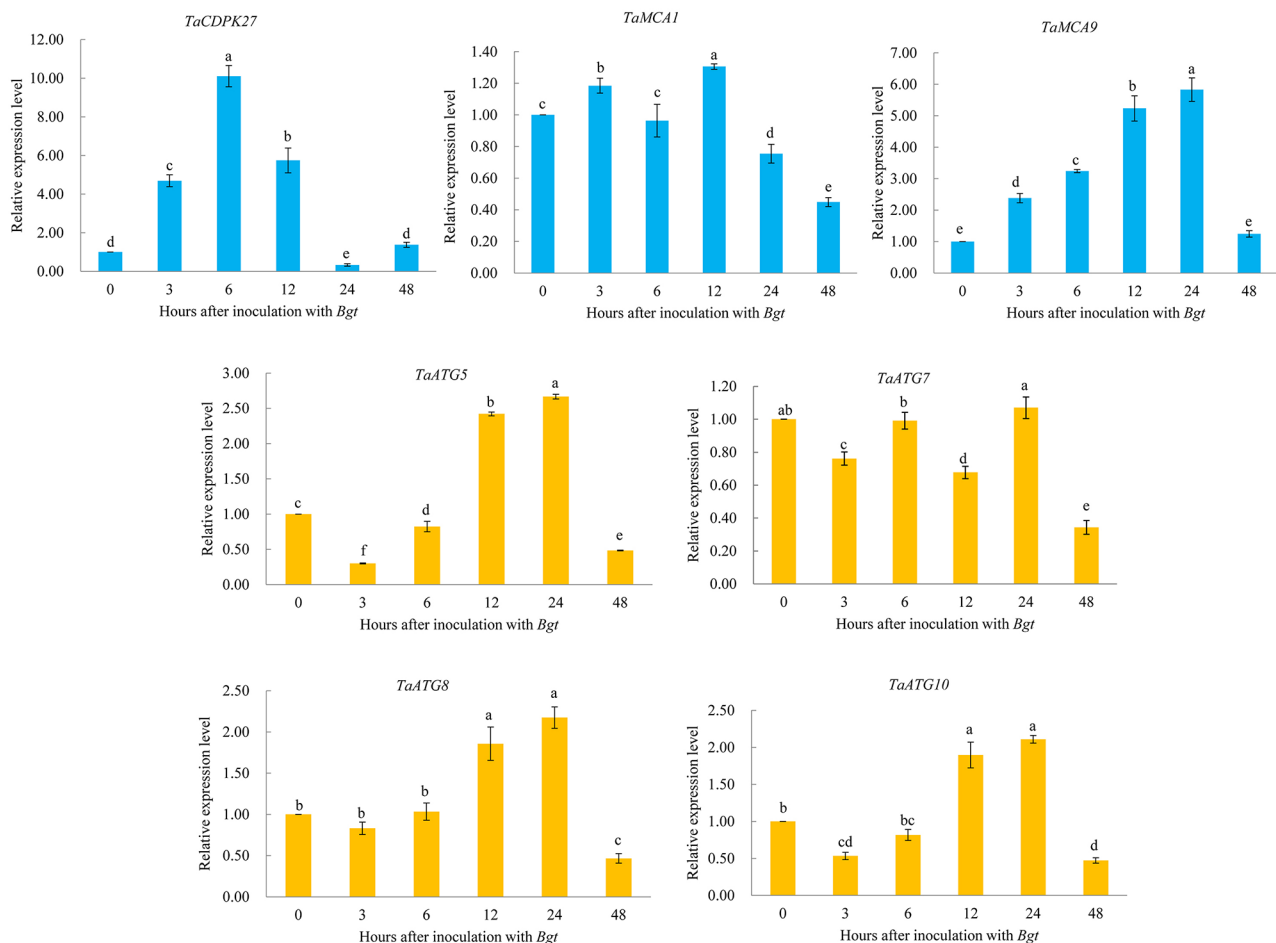 TaCDPK27
Relative expression level
12.00
10.00
8.00
6.00
4.00
2.00
0.00
d
c
a
b
e
d
0 3 6 12 24 48
Hours after inoculation with Bgt
TaMCA1
Relative expression level
1.40
1.20
1.00
0.80
0.60
0.40
0.20
0.00
c
b
c
a
d
e
0 3 6 12 24 48
Hours after inoculation with Bgt
TaMCA9
Relative expression level
7.00
6.00
5.00
4.00
3.00
2.00
1.00
0.00
e
d
c
b
a
e
0 3 6 12 24 48
Hours after inoculation with Bgt
TaATG5
Relative expression level
3.00
2.50
2.00
1.50
1.00
0.50
0.00
c
f
d
b
a
e
0 3 6 12 24 48
Hours after inoculation with Bgt
TaATG7
Relative expression level
1.20
1.00
0.80
0.60
0.40
0.20
0.00
ab
c
b
d
a
e
0 3 6 12 24 48
Hours after inoculation with Bgt
TaATG8
Relative expression level
2.50
2.00
1.50
1.00
0.50
0.00
b
b
b
a
a
c
0 3 6 12 24 48
Hours after inoculation with Bgt
TaATG10
Relative expression level
2.50
2.00
1.50
1.00
0.50
0.00
b
cd
bc
a
a
d
0 3 6 12 24 48
Hours after inoculation with Bgt